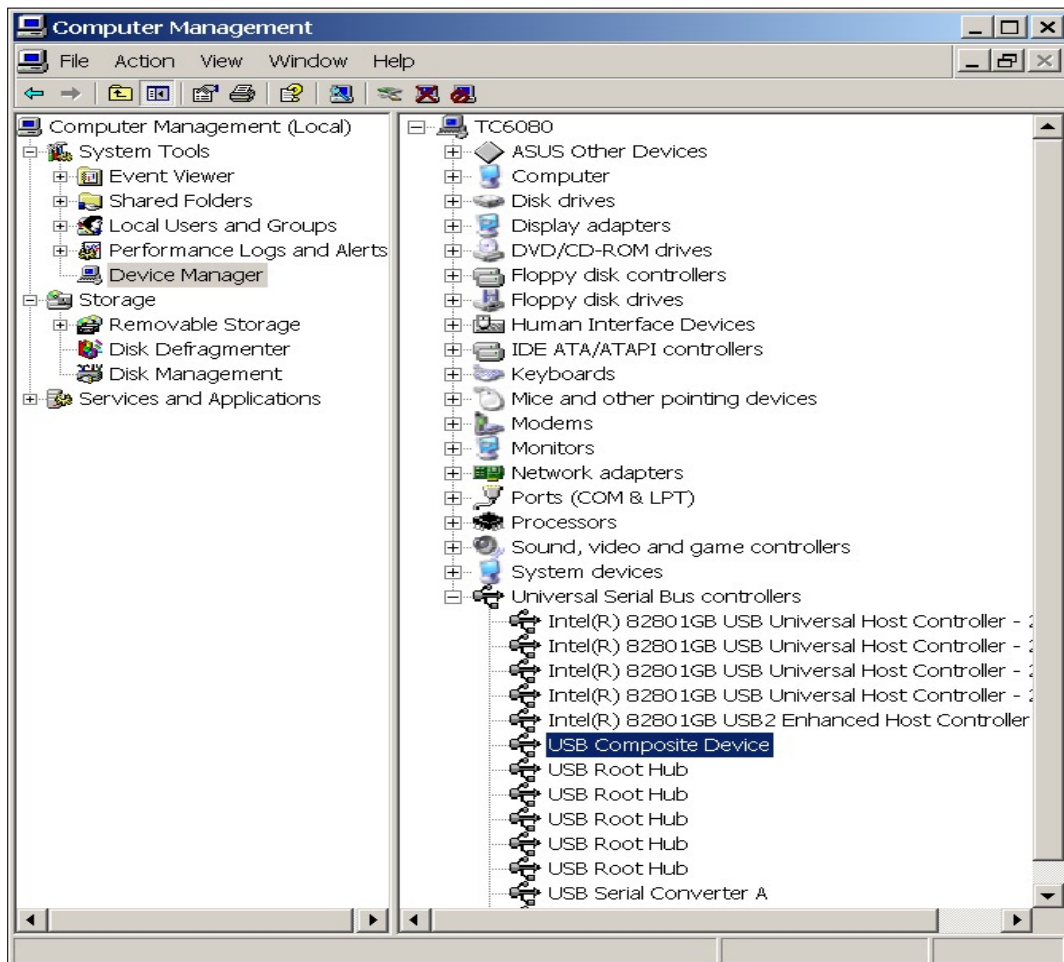 Computer Management
File Action View Window Help
Computer Management (Local)
System Tools
Event Viewer
Shared Folders
Local Users and Groups
Performance Logs and Alerts
Device Manager
Storage
Removable Storage
Disk Defragmenter
Disk Management
Services and Applications
TC6080
ASUS Other Devices
Computer
Disk drives
Display adapters
DVD/CD-ROM drives
Floppy disk controllers
Floppy disk drives
Human Interface Devices
IDE ATA/ATAPI controllers
Keyboards
Mice and other pointing devices
Modems
Monitors
Network adapters
Ports (COM & LPT)
Processors
Sound, video and game controllers
System devices
Universal Serial Bus controllers
Intel(R) 82801GB USB Universal Host Controller - 2
Intel(R) 82801GB USB Universal Host Controller - 2
Intel(R) 82801GB USB Universal Host Controller - 2
Intel(R) 82801GB USB Universal Host Controller - 2
Intel(R) 82801GB USB2 Enhanced Host Controller
USB Composite Device
USB Root Hub
USB Root Hub
USB Root Hub
USB Root Hub
USB Root Hub
USB Serial Converter A